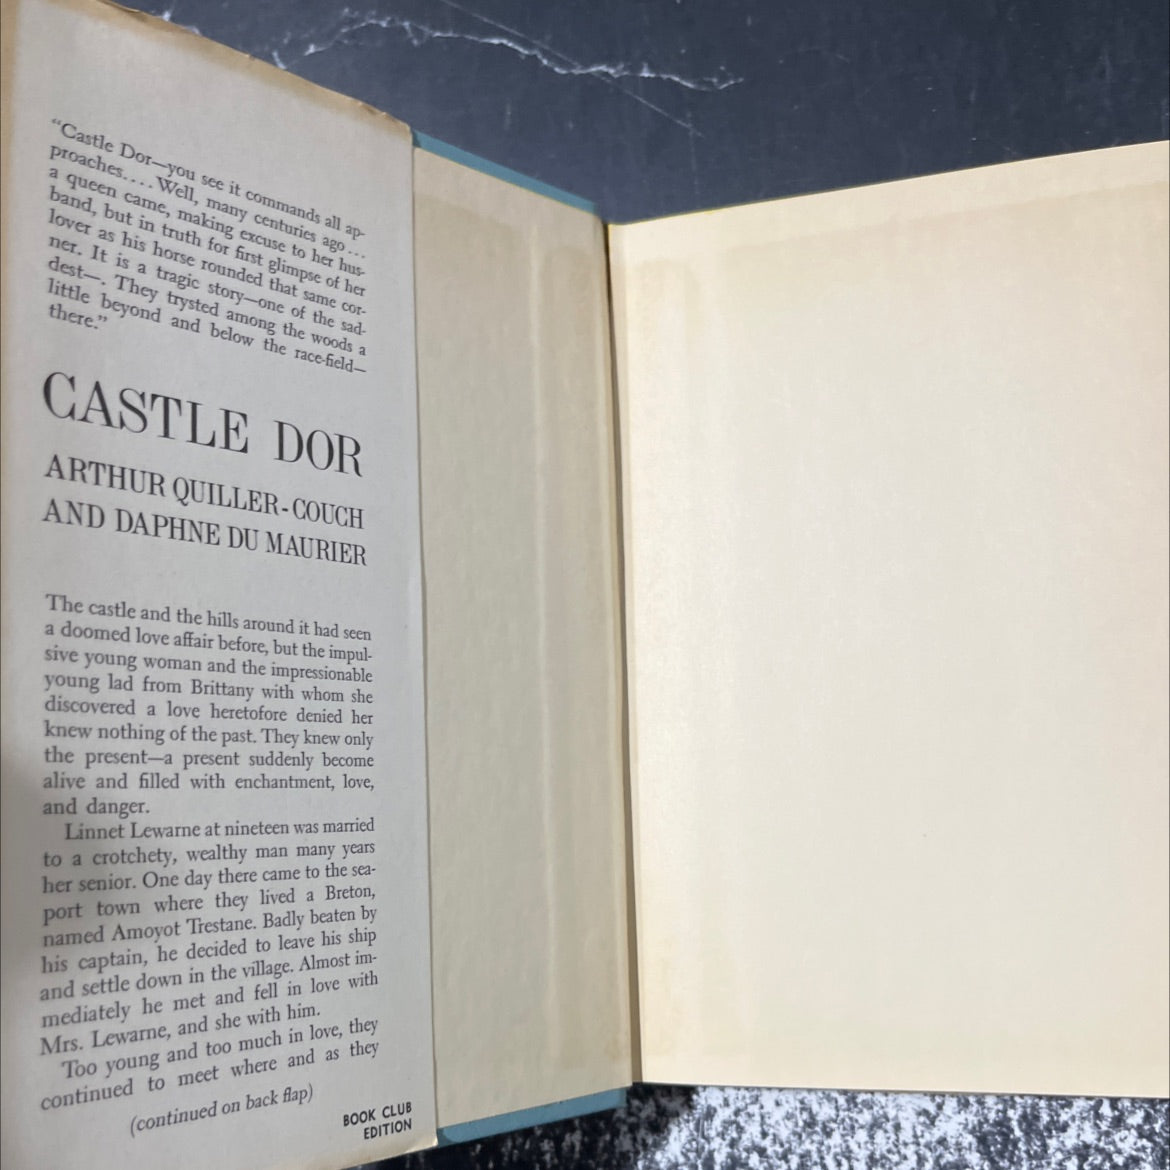 “Castle Dor—you see it commands all ap-
proaches.... Well, many centuries ago...
a queen came, making excuse to her hus-
band, but in truth for first glimpse of her
lover as his horse rounded that same cor-
ner. It is a tragic story—one of the sad-
dest—. They trysted among the woods a
little beyond and below the race-field—
there.”
CASTLE DOR
ARTHUR QUILLER-COUCH
AND DAPHNE DU MAURIER
The castle and the hills around it had seen
a doomed love affair before, but the impul-
sive young woman and the impressionable
young lad from Brittany with whom she
discovered a love heretofore denied her
knew nothing of the past. They knew only
the present—a present suddenly become
alive and filled with enchantment, love,
and danger.
Linnet Lewarne at nineteen was married
to a crotchety, wealthy man many years
her senior. One day there came to the sea-
port town where they lived a Breton,
named Amoyot Trestane. Badly beaten by
his captain, he decided to leave his ship
and settle down in the village. Almost im-
mediately he met and fell in love with
Mrs. Lewarne, and she with him.
Too young and too much in love, they
continued to meet where and as they
(continued on back flap)
BOOK CLUB
EDITION